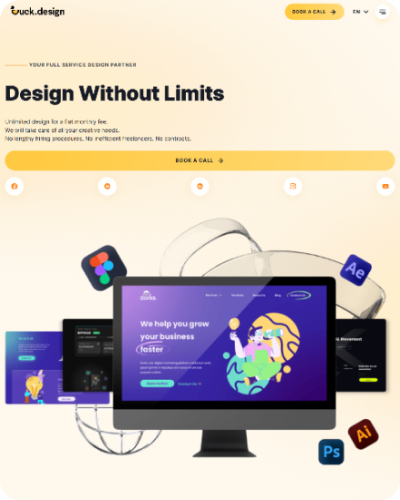 duck.design
BOOK A CALL
EN
YOUR FULL SERVICE DESIGN PARTNER
Design Without Limits
Unlimited design for a flat monthly fee.
We will take care of all your creative needs.
No lengthy hiring procedures. No inefficient freelancers. No contracts.
BOOK A CALL
Ae
We help you grow
your business
faster
Ps
Ai